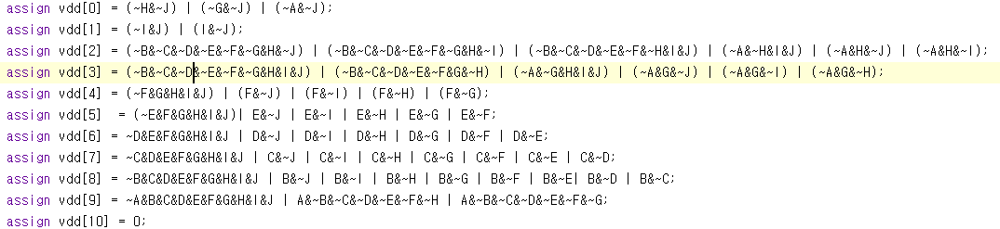 assign vdd[0] = (~H&~J) | (~G&~J) | (~A&~J);
assign vdd[1] = (~I&J) | (I&~J);
assign vdd[2] = (~B&~C&~D&~E&~F&~G&H&~J) | (~B&~C&~D&~E&~F&~G&H&~I) | (~B&~C&~D&~E&~F&~H&I&J) | (~A&~H&I&J) | (~A&H&~J) | (~A&H&~I);
assign vdd[3] = (~B&~C&~D&~E&~F&~G&H&I&J) | (~B&~C&~D&~E&~F&G&~H) | (~A&~G&H&I&J) | (~A&G&~J) | (~A&G&~I) | (~A&G&~H);
assign vdd[4] = (~F&G&H&I&J) | (F&~J) | (F&~I) | (F&~H) | (F&~G);
assign vdd[5]  = (~E&F&G&H&I&J)| E&~J | E&~I | E&~H | E&~G | E&~F;
assign vdd[6] = ~D&E&F&G&H&I&J | D&~J | D&~I | D&~H | D&~G | D&~F | D&~E;
assign vdd[7] = ~C&D&E&F&G&H&I&J | C&~J | C&~I | C&~H | C&~G | C&~F | C&~E | C&~D;
assign vdd[8] = ~B&C&D&E&F&G&H&I&J | B&~J | B&~I | B&~H | B&~G | B&~F | B&~E| B&~D | B&~C;
assign vdd[9] = ~A&B&C&D&E&F&G&H&I&J | A&~B&~C&~D&~E&~F&~H | A&~B&~C&~D&~E&~F&~G;
assign vdd[10] = 0;